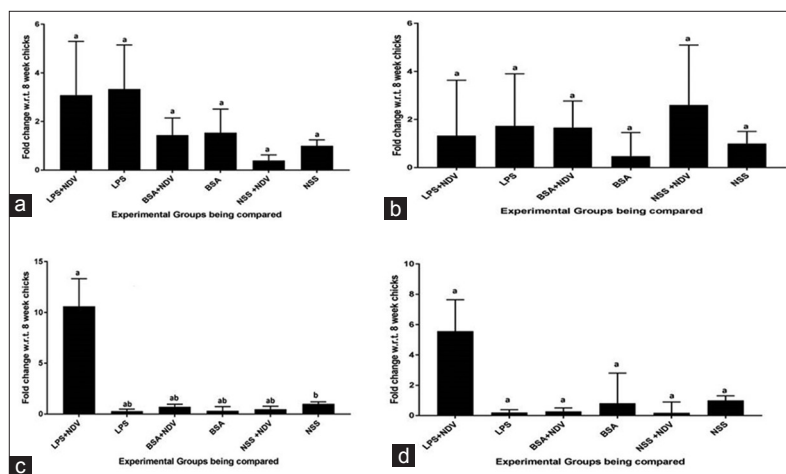 6
4
2
0
Fold change w.r.t. 8 week chicks
a
a
a
a
a
a
LPS+NDV
LPS
BSA+NDV
BSA
NSS +NDV
NSS
Experimental Groups being compared
a
6
4
2
0
Fold change w.r.t. 8 week chicks
a
a
a
a
a
a
LPS+NDV
LPS
BSA+NDV
BSA
NSS +NDV
NSS
Experimental Groups being compared
b
15
10
5
0
Fold change w.r.t. 8 week chicks
a
ab
ab
ab
ab
b
LPS+NDV
LPS
BSA+NDV
BSA
NSS +NDV
NSS
Experimental Groups being compared
c
10
8
6
4
2
0
Fold change w.r.t. 8 week chicks
a
a
a
a
a
a
LPS+NDV
LPS
BSA+NDV
BSA
NSS +NDV
NSS
Experimental Groups being compared
d